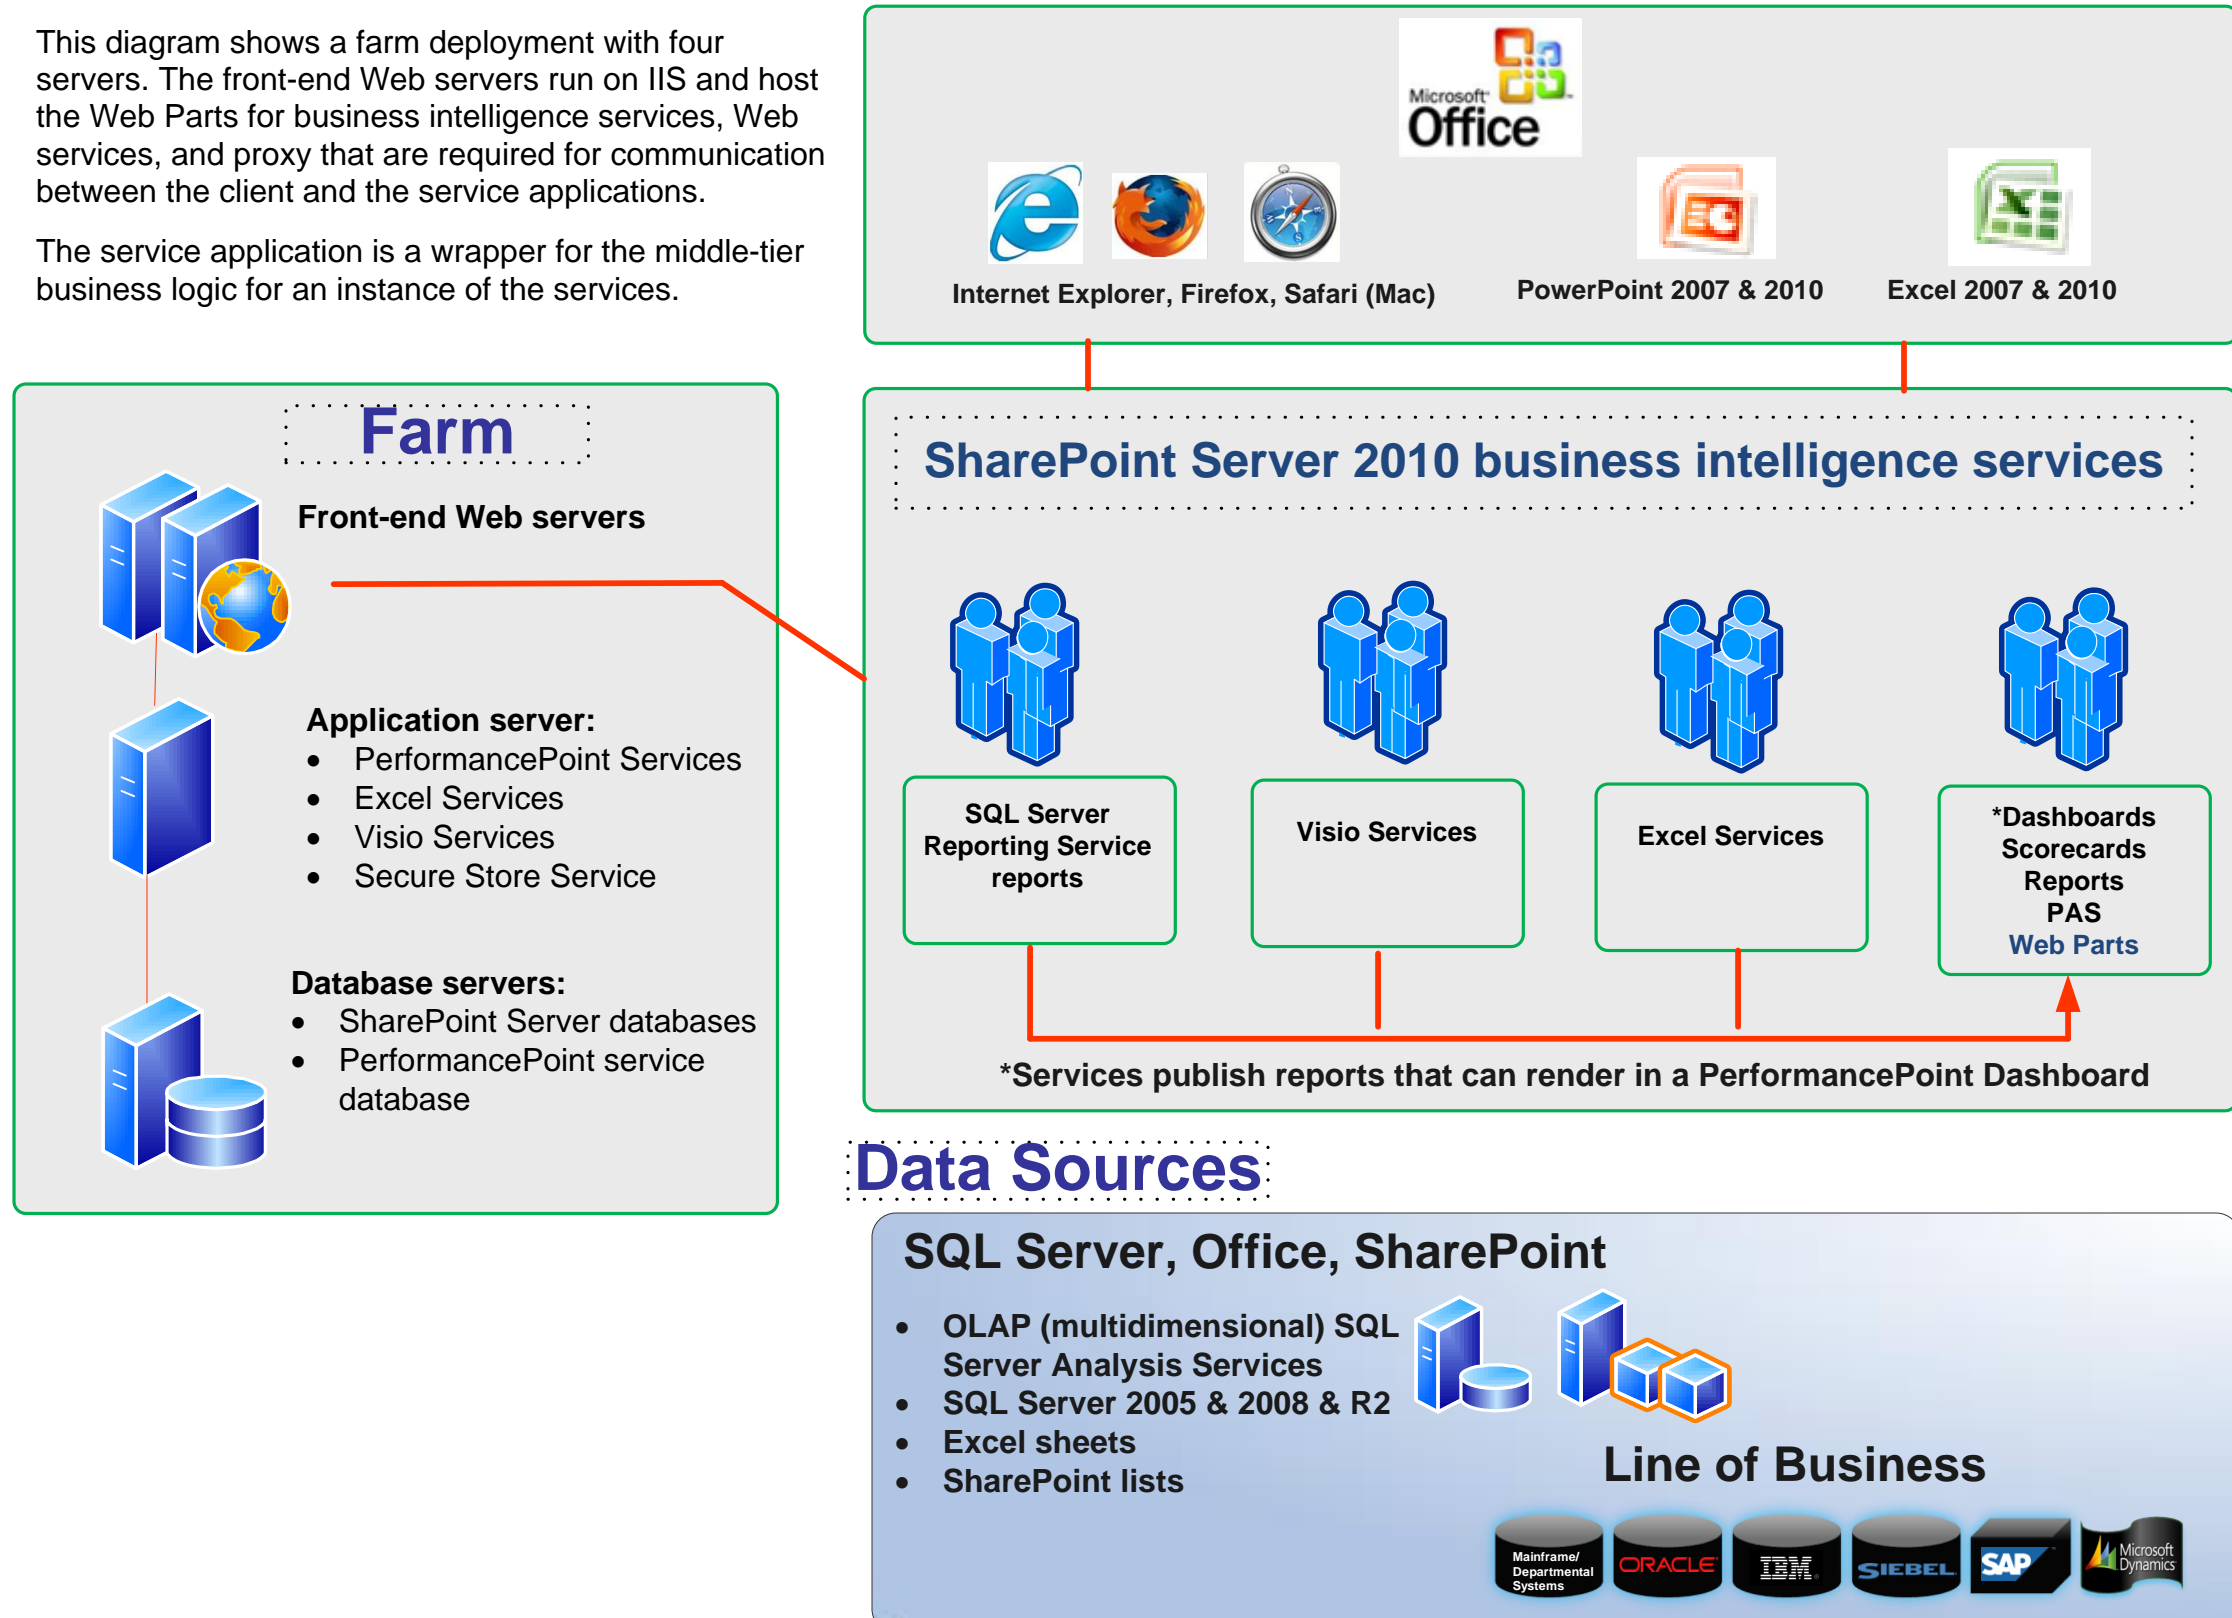 This diagram shows a farm deployment with four
servers. The front-end Web servers run on IIS and host
the Web Parts for business intelligence services, Web
services, and proxy that are required for communication
between the client and the service applications.
The service application is a wrapper for the middle-tier
business logic for an instance of the services.
Microsoft
Office
Internet Explorer, Firefox, Safari (Mac)
PowerPoint 2007 & 2010
Excel 2007 & 2010
Farm
Front-end Web servers
Application server:
• PerformancePoint Services
• Excel Services
• Visio Services
• Secure Store Service
Database servers:
• SharePoint Server databases
• PerformancePoint service
database
SharePoint Server 2010 business intelligence services
SQL Server
Reporting Service
reports
Visio Services
Excel Services
*Dashboards
Scorecards
Reports
PAS
Web Parts
*Services publish reports that can render in a PerformancePoint Dashboard
Data Sources
SQL Server, Office, SharePoint
• OLAP (multidimensional) SQL
Server Analysis Services
• SQL Server 2005 & 2008 & R2
• Excel sheets
• SharePoint lists
Line of Business
Mainframe/
Departmental
Systems
ORACLE
IBM
SIEBEL
SAP
Microsoft
Dynamics